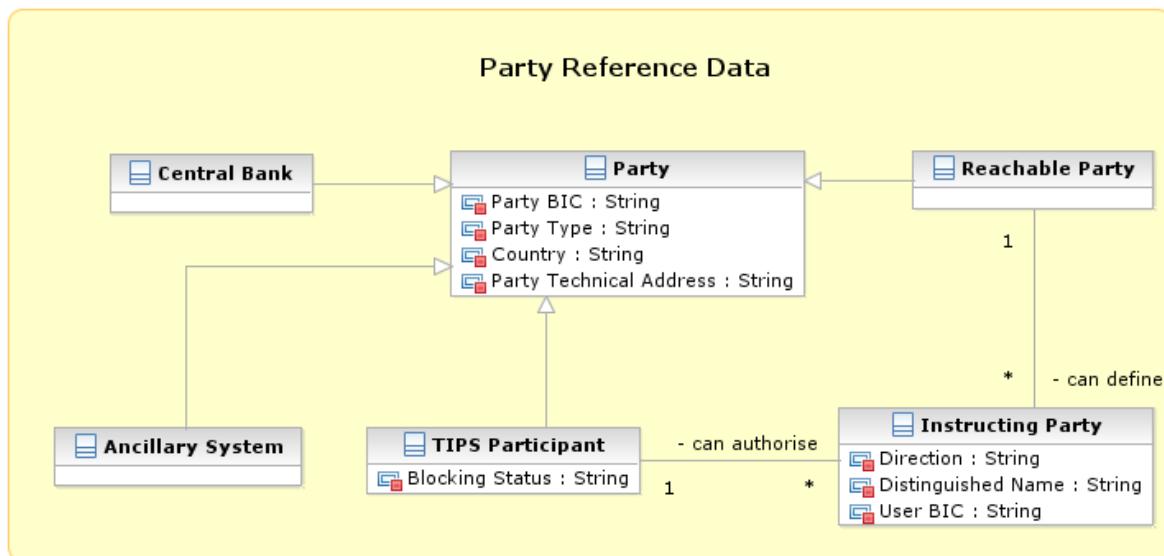 Party Reference Data
Central Bank
Party
Party BIC : String
Party Type : String
Country : String
Party Technical Address : String
Reachable Party
1
* - can define
Ancillary System
TIPS Participant
Blocking Status : String
- can authorise
1 *
Instructing Party
Direction : String
Distinguished Name : String
User BIC : String